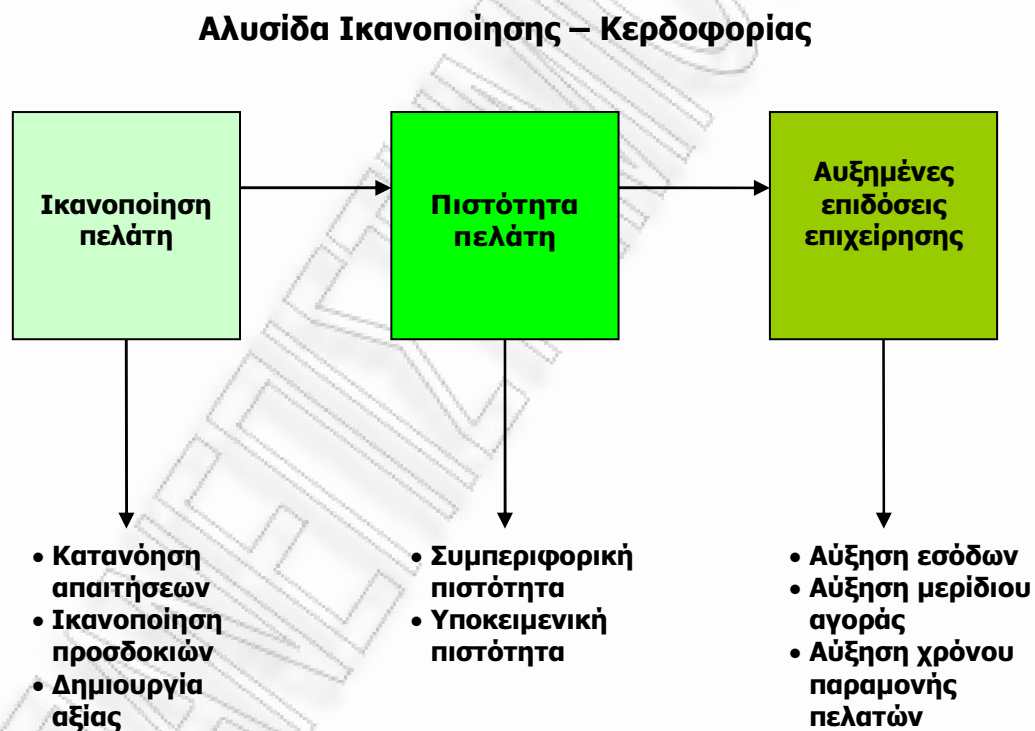 Αλυσίδα Ικανοποίησης – Κερδοφορίας
Ικανοποίηση
πελάτη
Πιστότητα
πελάτη
Αυξημένες
επιδόσεις
επιχείρησης
• Κατανόηση
απαιτήσεων
• Ικανοποίηση
προσδοκιών
• Δημιουργία
αξίας
• Συμπεριφορική
πιστότητα
• Υποκειμενική
πιστότητα
• Αύξηση εσόδων
• Αύξηση μερίδιου
αγοράς
• Αύξηση χρόνου
παραμονής
πελατών